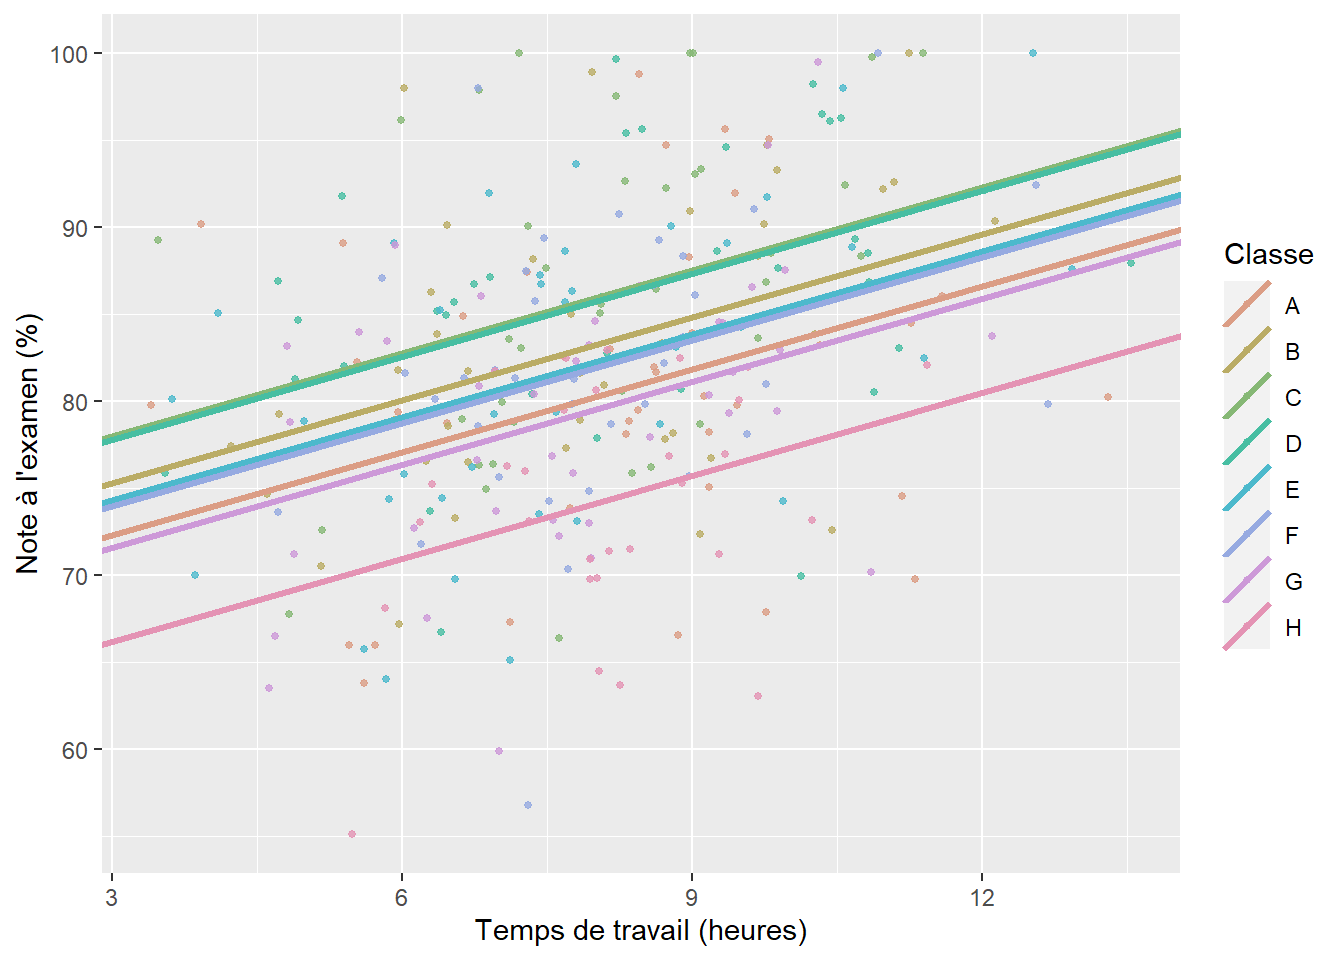 100
90
80
70
60
Note à l'examen (%)
3 6 9 12
Temps de travail (heures)
Classe
A
B
C
D
E
F
G
H